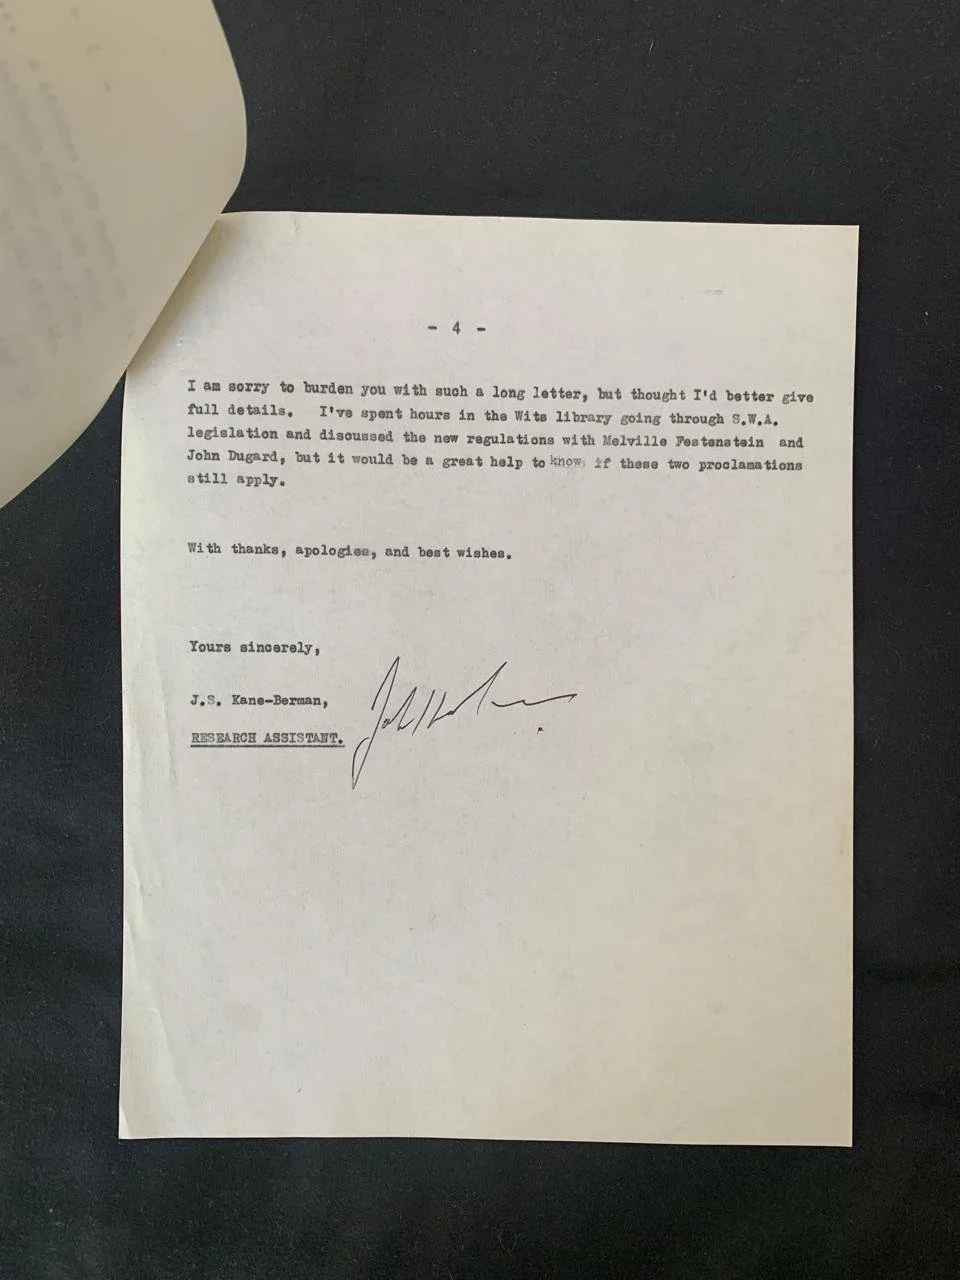 - 4 -
I am sorry to burden you with such a long letter, but thought I'd better give
full details. I've spent hours in the Wits library going through S.W.A.
legislation and discussed the new regulations with Melville Festenstein and
John Dugard, but it would be a great help to know, if these two proclamations
still apply.
With thanks, apologies, and best wishes.
Yours sincerely,
J.S. Kane-Berman,
RESEARCH ASSISTANT.